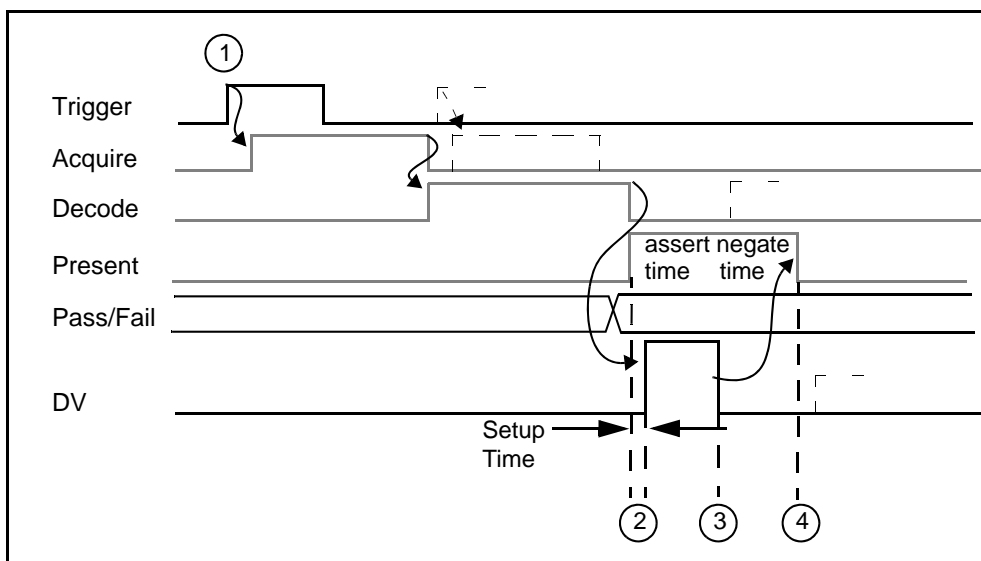 1
Trigger
Acquire
Decode
assert negate
Present
time time
Pass/Fail
DV
Setup
Time
2 3 4